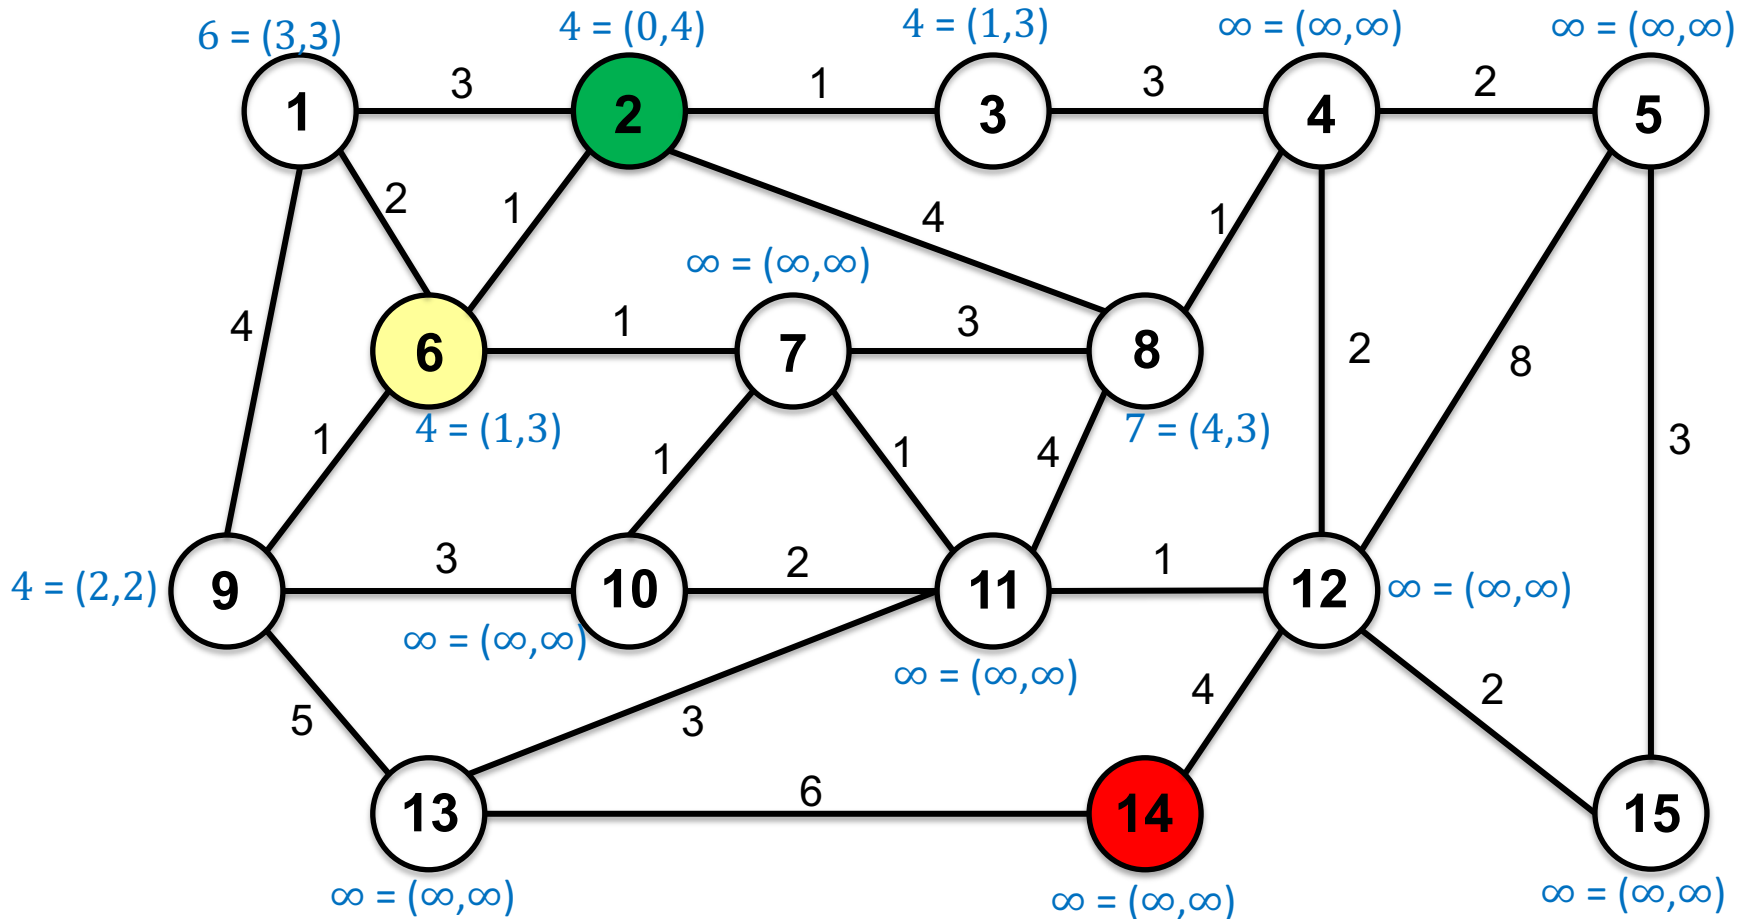 6 = (3,3)
4 = (0,4)
4 = (1,3)
∞ = (∞,∞)
∞ = (∞,∞)
1
3
2
1
3
3
4
2
5
2
1
4
1
∞ = (∞,∞)
4
6
1
7
3
8
2
8
3
4 = (1,3)
7 = (4,3)
1
1
1
4
4 = (2,2)
9
3
10
2
11
1
12
∞ = (∞,∞)
∞ = (∞,∞)
∞ = (∞,∞)
5
3
4
2
13
6
14
15
∞ = (∞,∞)
∞ = (∞,∞)
∞ = (∞,∞)